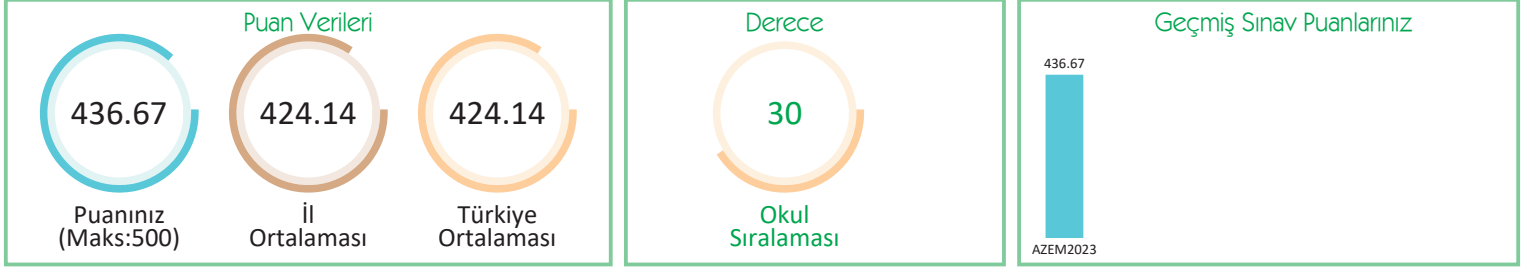 Puan Verileri
436.67
424.14
424.14
Puanınız
(Maks:500)
İl
Ortalaması
Türkiye
Ortalaması
Derece
30
Okul
Sıralaması
Geçmiş Sınav Puanlarınız
436.67
AZEM2023